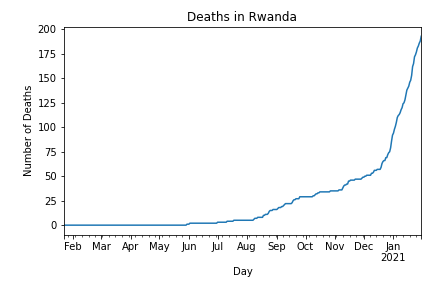 Deaths in Rwanda
Number of Deaths
200
175
150
125
100
75
50
25
0
Feb Mar Apr May Jun Jul Aug Sep Oct Nov Dec Jan
2021
Day